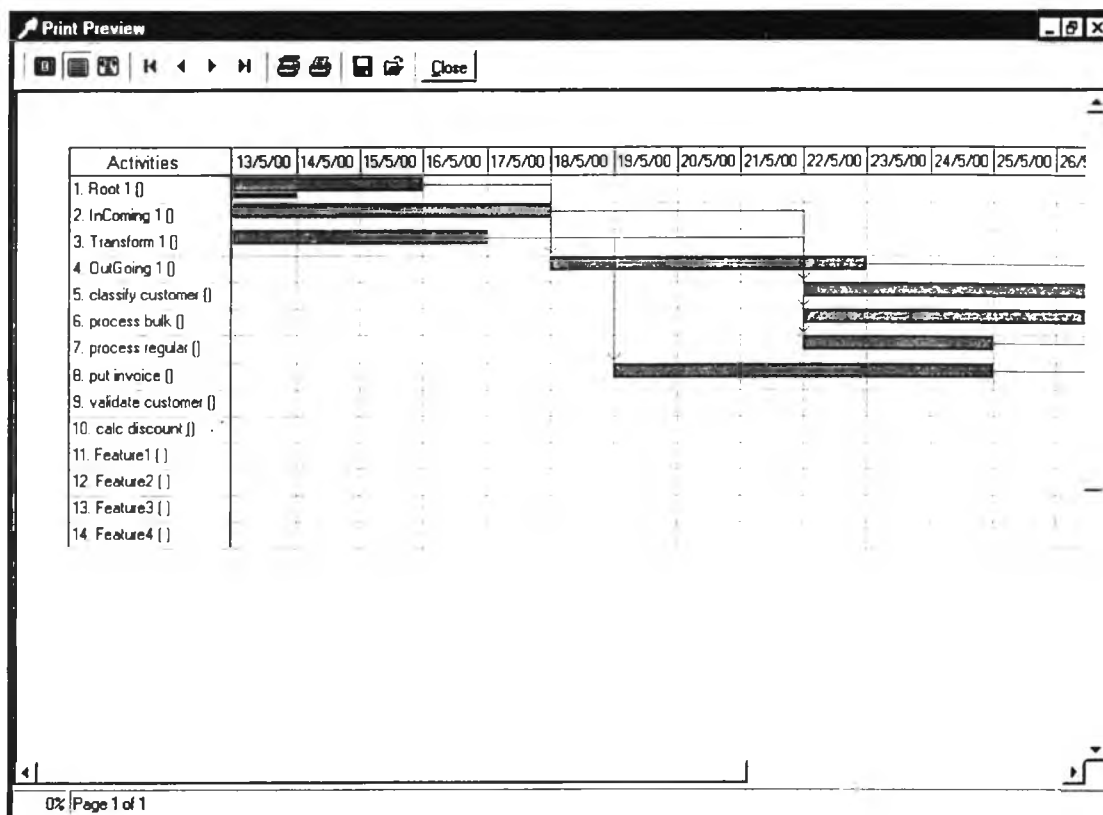 Print Preview
Close
Activities 13/5/00 14/5/00 15/5/00 16/5/00 17/5/00 18/5/00 19/5/00 20/5/00 21/5/00 22/5/00 23/5/00 24/5/00 25/5/00 26/5
1. Root 1 []
2. InComing 1 []
3. Transform 1 []
4. OutGoing 1 []
5. classify customer []
6. process bulk []
7. process regular []
8. put invoice []
9. validate customer []
10. calc discount []
11. Feature1 [ ]
12. Feature2 [ ]
13. Feature3 [ ]
14. Feature4 [ ]
0% Page 1 of 1